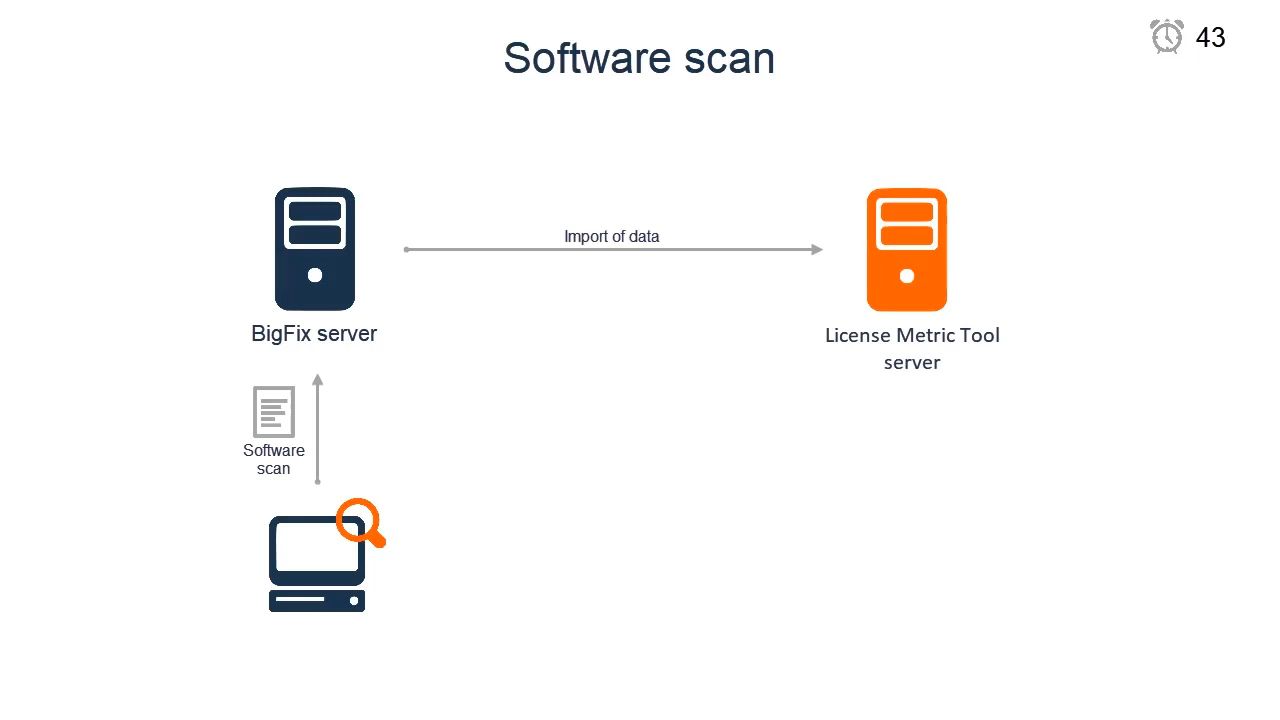 Software scan
43
Import of data
BigFix server
License Metric Tool
server
Software
scan